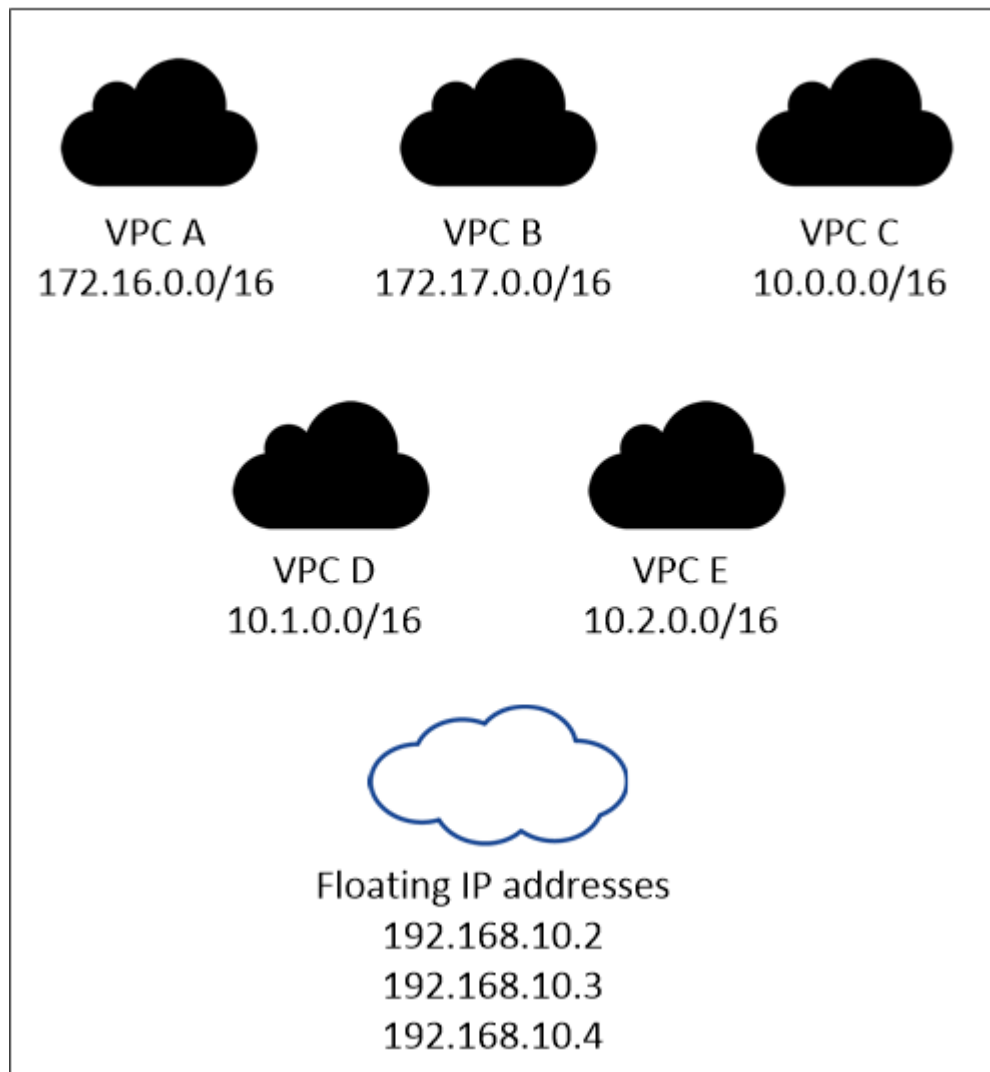 VPC A
172.16.0.0/16
VPC B
172.17.0.0/16
VPC C
10.0.0.0/16
VPC D
10.1.0.0/16
VPC E
10.2.0.0/16
Floating IP addresses
192.168.10.2
192.168.10.3
192.168.10.4